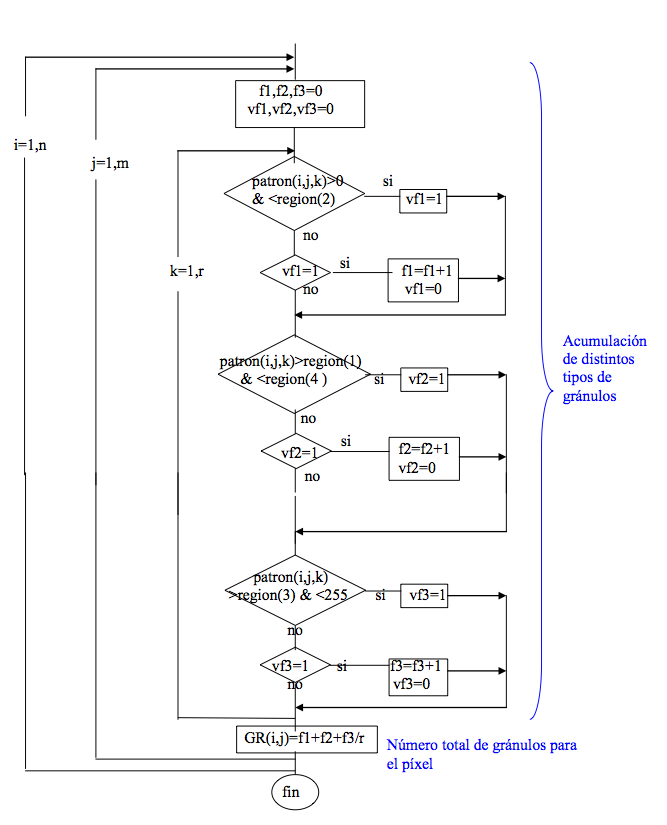 f1,f2,f3=0
vf1,vf2,vf3=0
i=1,n
j=1,m
patron(i,j,k)>0
& <region(2)
si
vf1=1
no
k=1,r
vf1=1
si
f1=f1+1
vf1=0
no
Acumulación
de distintos
tipos de
gránulos
patron(i,j,k)>region(1)
& <region(4 )
si
vf2=1
no
vf2=1
si
f2=f2+1
vf2=0
no
patron(i,j,k)
>region(3) & <255
si
vf3=1
no
vf3=1
si
f3=f3+1
vf3=0
no
GR(i,j)=f1+f2+f3/r
Número total de gránulos para
el píxel
fin